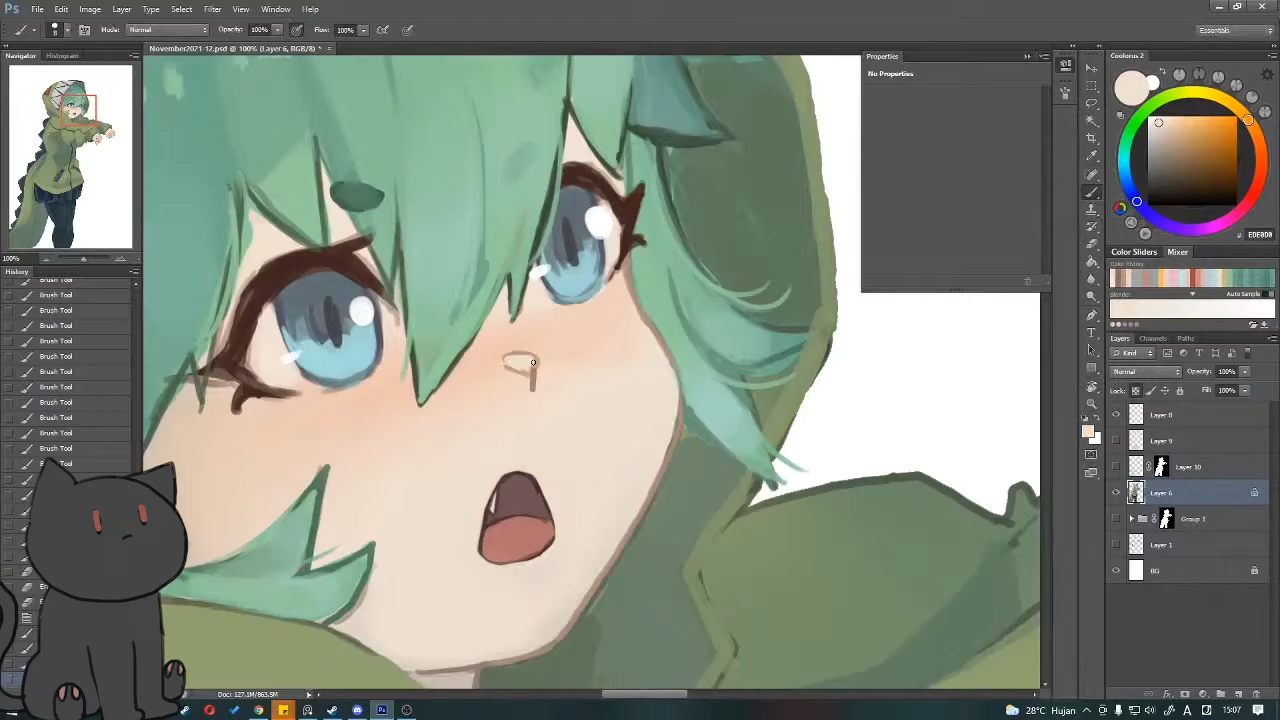 Ps File Edit Image Layer Type Select Filter View Window Help
Mode: Normal Opacity: 100% Flow: 100% Essentials
Navigator Histogram
November2021-12.psd @ 100% (Layer 6, RGB/8) *
Properties
No Properties
Coolorus 2
EDE0D0
100%
History
Brush Tool
Brush Tool
Brush Tool
Brush Tool
Brush Tool
Brush Tool
Brush Tool
Brush Tool
Brush Tool
Brush Tool
Brush Tool
Brush Tool
Color Sliders Mixer
Color History
blender Auto Sample
Layers Channels Paths
Kind
Normal Opacity: 100%
Lock: Fill: 100%
Layer 8
Layer 9
Layer 10
Layer 6
Group 1
Layer 1
BG
Doc: 127.1M/863.5M
28°C Hujan 15:07